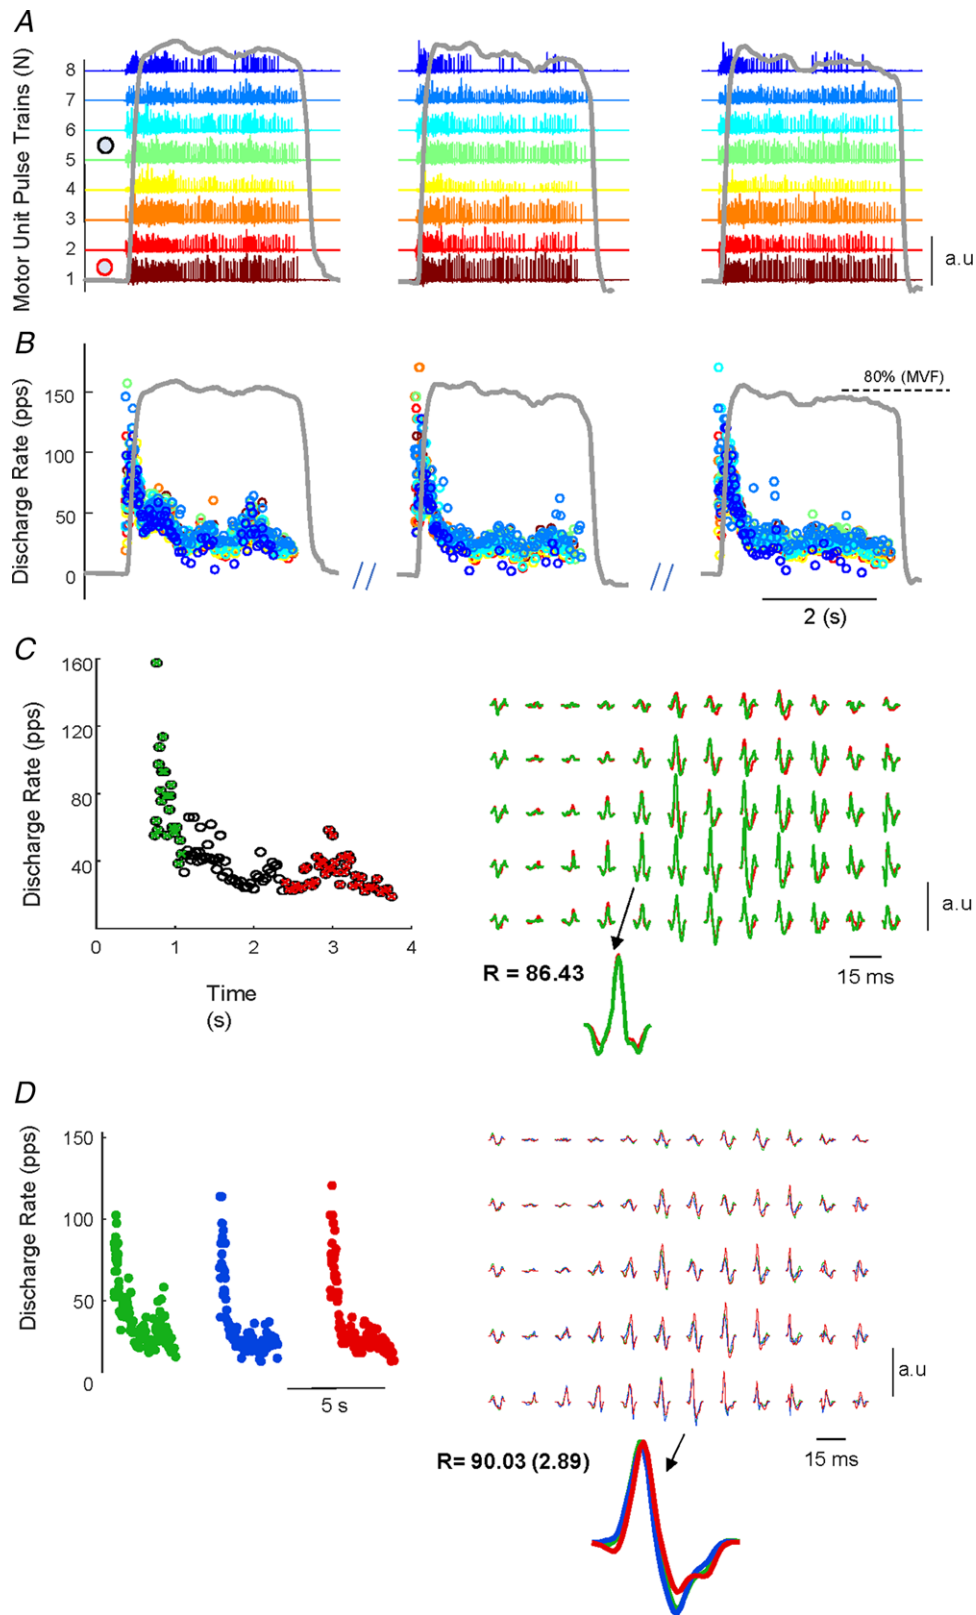 A
Motor Unit Pulse Trains (N)
8
7
6
5
4
3
2
1
a.u
B
Discharge Rate (pps)
150
100
50
0
80% (MVF)
2 (s)
C
Discharge Rate (pps)
160
120
80
40
0
1
2
3
4
Time
(s)
R = 86.43
a.u
15 ms
D
Discharge Rate (pps)
150
100
50
0
5 s
R= 90.03 (2.89)
a.u
15 ms